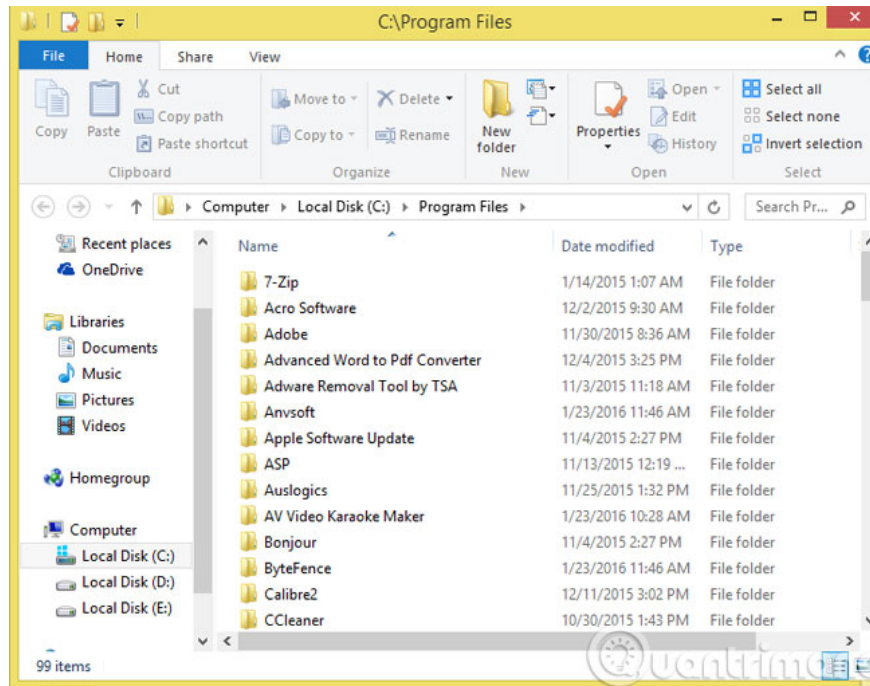 C:\Program Files
File Home Share View
Copy
Paste
Cut
Copy path
Paste shortcut
Clipboard
Move to
Copy to
Delete
Rename
Organize
New folder
New
Properties
Open
Edit
History
Open
Select all
Select none
Invert selection
Select
Computer Local Disk (C:) Program Files
Search Pr...
Recent places
OneDrive
Libraries
Documents
Music
Pictures
Videos
Homegroup
Computer
Local Disk (C:)
Local Disk (D:)
Local Disk (E:)
Name Date modified Type
7-Zip 1/14/2015 1:07 AM File folder
Acro Software 12/2/2015 9:30 AM File folder
Adobe 11/30/2015 8:36 AM File folder
Advanced Word to Pdf Converter 12/4/2015 3:25 PM File folder
Adware Removal Tool by TSA 11/3/2015 11:18 AM File folder
Anvsoft 1/23/2016 11:46 AM File folder
Apple Software Update 11/4/2015 2:27 PM File folder
ASP 11/13/2015 12:19 ... File folder
Auslogics 11/25/2015 1:32 PM File folder
AV Video Karaoke Maker 1/23/2016 10:28 AM File folder
Bonjour 11/4/2015 2:27 PM File folder
ByteFence 1/23/2016 11:46 AM File folder
Calibre2 12/11/2015 3:02 PM File folder
CCleaner 10/30/2015 1:43 PM File folder
99 items